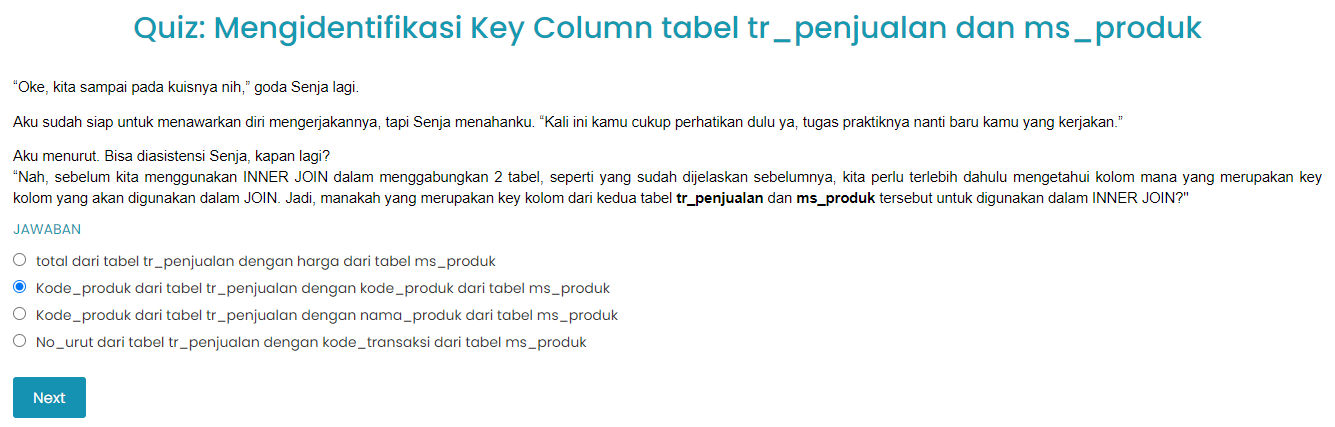 Quiz: Mengidentifikasi Key Column tabel tr_penjualan dan ms_produk
“Oke, kita sampai pada kuisnya nih,” goda Senja lagi.
Aku sudah siap untuk menawarkan diri mengerjakannya, tapi Senja menahanku. “Kali ini kamu cukup perhatikan dulu ya, tugas praktiknya nanti baru kamu yang kerjakan.”
Aku menurut. Bisa diasistensi Senja, kapan lagi?
“Nah, sebelum kita menggunakan INNER JOIN dalam menggabungkan 2 tabel, seperti yang sudah dijelaskan sebelumnya, kita perlu terlebih dahulu mengetahui kolom mana yang merupakan key
kolom yang akan digunakan dalam JOIN. Jadi, manakah yang merupakan key kolom dari kedua tabel tr_penjualan dan ms_produk tersebut untuk digunakan dalam INNER JOIN?"
JAWABAN
total dari tabel tr_penjualan dengan harga dari tabel ms_produk
Kode_produk dari tabel tr_penjualan dengan kode_produk dari tabel ms_produk
Kode_produk dari tabel tr_penjualan dengan nama_produk dari tabel ms_produk
No_urut dari tabel tr_penjualan dengan kode_transaksi dari tabel ms_produk
Next